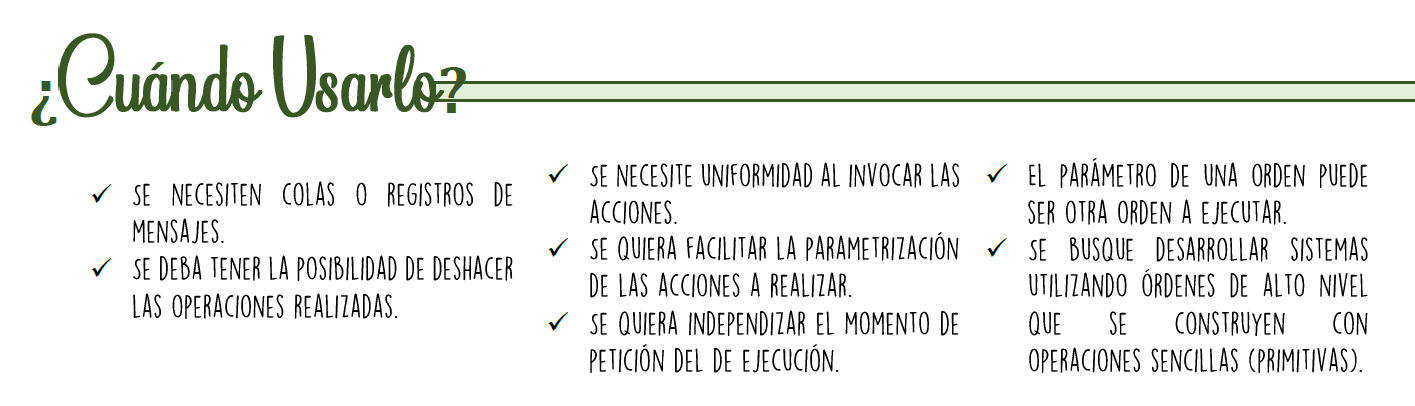 ¿Cuándo Usarlo?
SE NECESITEN COLAS O REGISTROS DE
MENSAJES.
SE DEBA TENER LA POSIBILIDAD DE DESHACER
LAS OPERACIONES REALIZADAS.
SE NECESITE UNIFORMIDAD AL INVOCAR LAS
ACCIONES.
SE QUIERA FACILITAR LA PARAMETRIZACIÓN
DE LAS ACCIONES A REALIZAR.
SE QUIERA INDEPENDIZAR EL MOMENTO DE
PETICIÓN DEL DE EJECUCIÓN.
EL PARÁMETRO DE UNA ORDEN PUEDE
SER OTRA ORDEN A EJECUTAR.
SE BUSQUE DESARROLLAR SISTEMAS
UTILIZANDO ÓRDENES DE ALTO NIVEL
QUE SE CONSTRUYEN CON
OPERACIONES SENCILLAS (PRIMITIVAS).